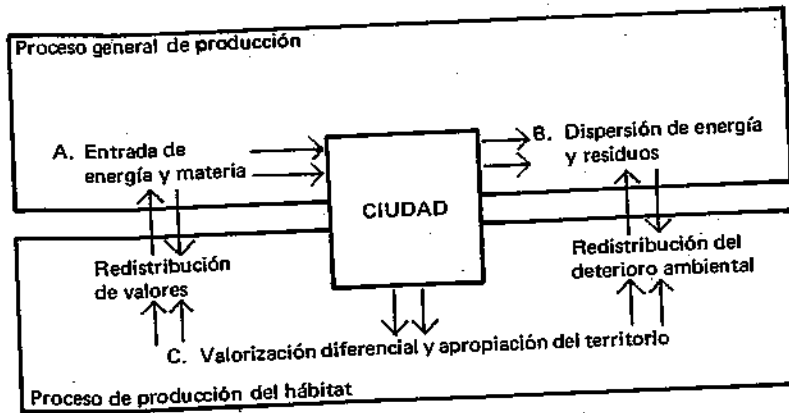 Proceso general de producción
A. Entrada de
energía y materia
CIUDAD
B. Dispersión de energía
y residuos
Redistribución
de valores
Redistribución del
deterioro ambiental
C. Valorización diferencial y apropiación del territorio
Proceso de producción del hábitat